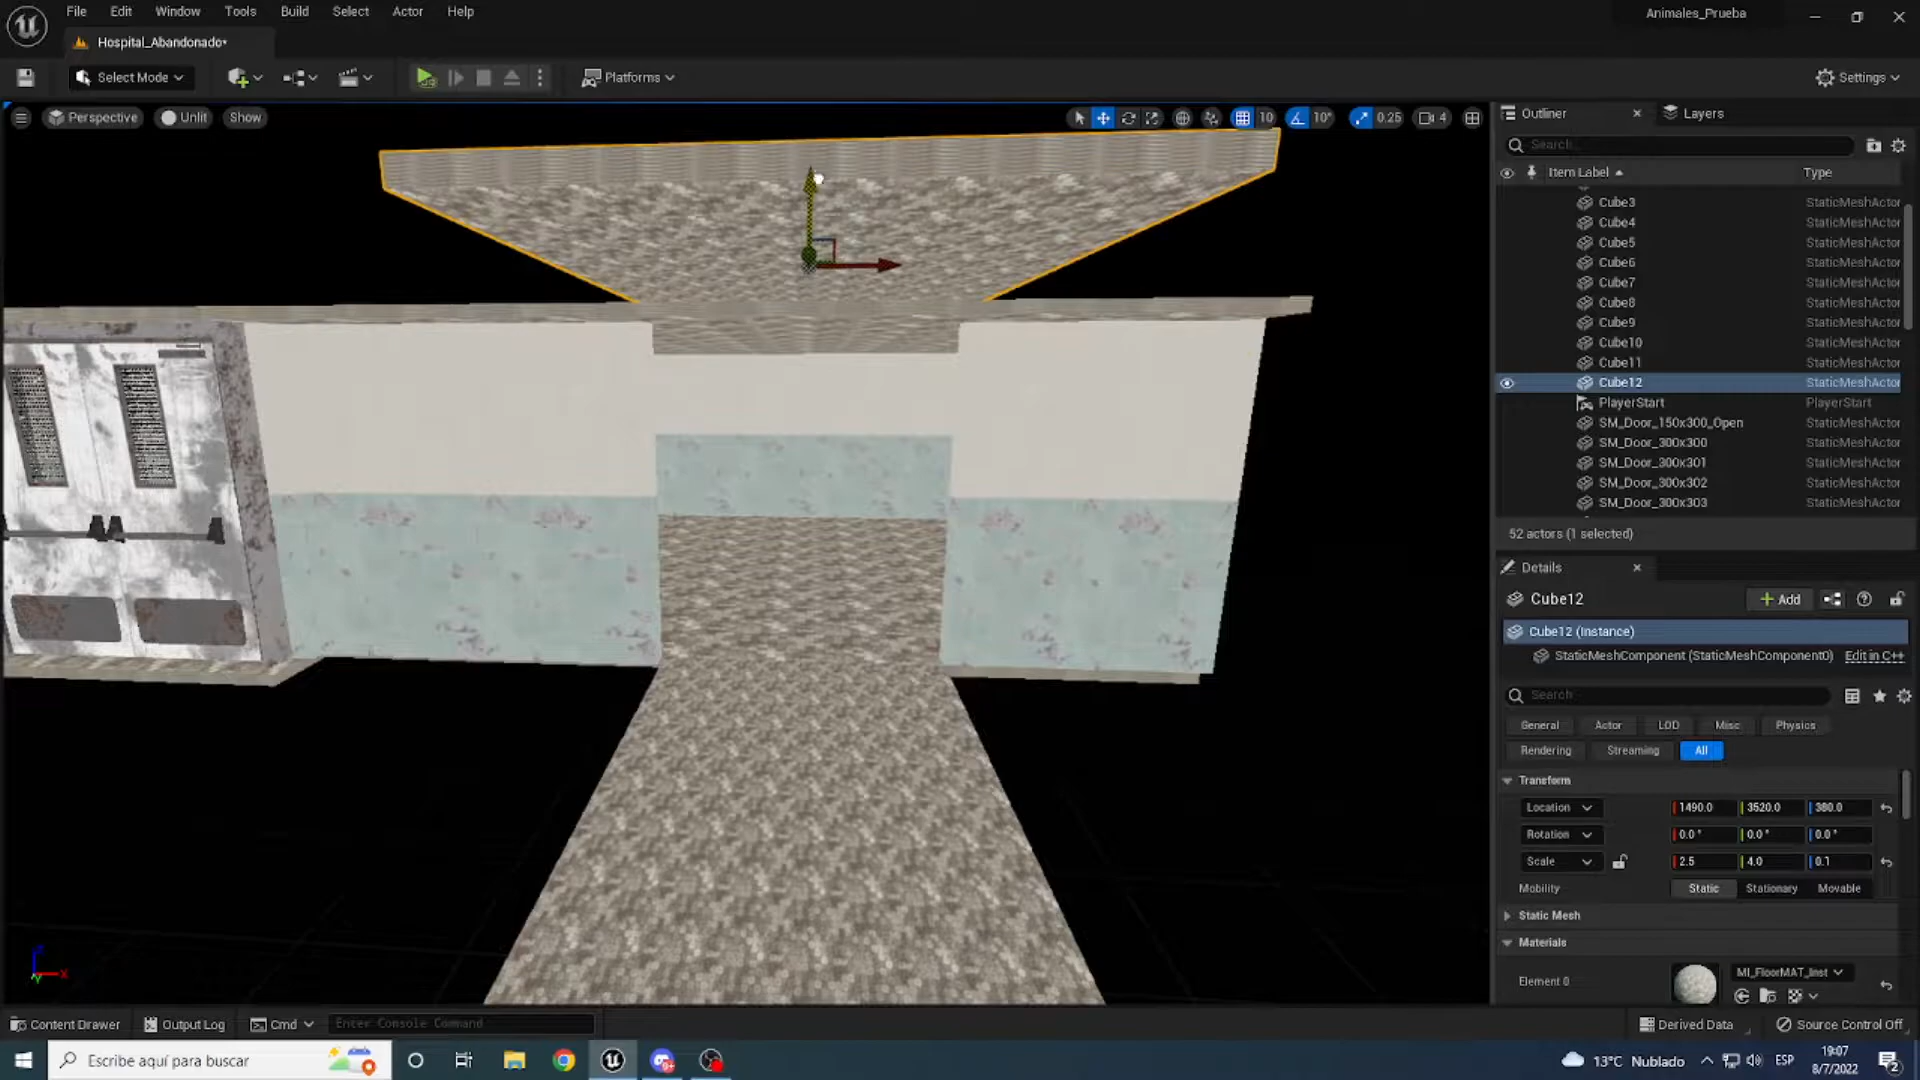 File Edit Window Tools Build Select Actor Help
Animales_Prueba
Hospital_Abandonado*
Select Mode
Platforms
Settings
Perspective Unlit Show
10 10° 0.25 4
Outliner Layers
Search...
Item Label Type
Cube3 StaticMeshActor
Cube4 StaticMeshActor
Cube5 StaticMeshActor
Cube6 StaticMeshActor
Cube7 StaticMeshActor
Cube8 StaticMeshActor
Cube9 StaticMeshActor
Cube10 StaticMeshActor
Cube11 StaticMeshActor
Cube12 StaticMeshActor
PlayerStart PlayerStart
SM_Door_150x300_Open StaticMeshActor
SM_Door_300x300 StaticMeshActor
SM_Door_300x301 StaticMeshActor
SM_Door_300x302 StaticMeshActor
SM_Door_300x303 StaticMeshActor
52 actors (1 selected)
Details
Cube12 Add
Cube12 (Instance)
StaticMeshComponent (StaticMeshComponent0) Edit in C++
Search
General Actor LOD Misc Physics
Rendering Streaming All
Transform
Location 1490.0 3520.0 380.0
Rotation 0.0° 0.0° 0.0°
Scale 2.5 4.0 0.1
Mobility Static Stationary Movable
Static Mesh
Materials
Element 0 MI_FloorMAT_Inst
Z X Y
Content Drawer Output Log Cmd Enter Console Command Derived Data Source Control Off
Escribe aquí para buscar
13°C Nublado ESP
19:07
8/7/2022
2